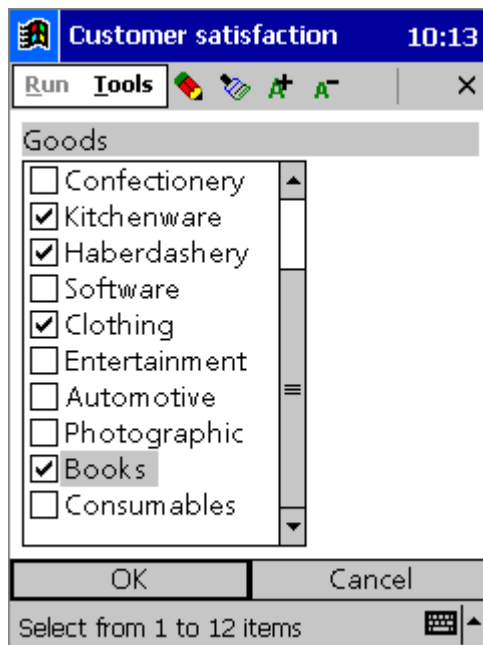 Customer satisfaction 10:13
Run Tools A+ A-
Goods
Confectionery
Kitchenware
Haberdashery
Software
Clothing
Entertainment
Automotive
Photographic
Books
Consumables
OK Cancel
Select from 1 to 12 items